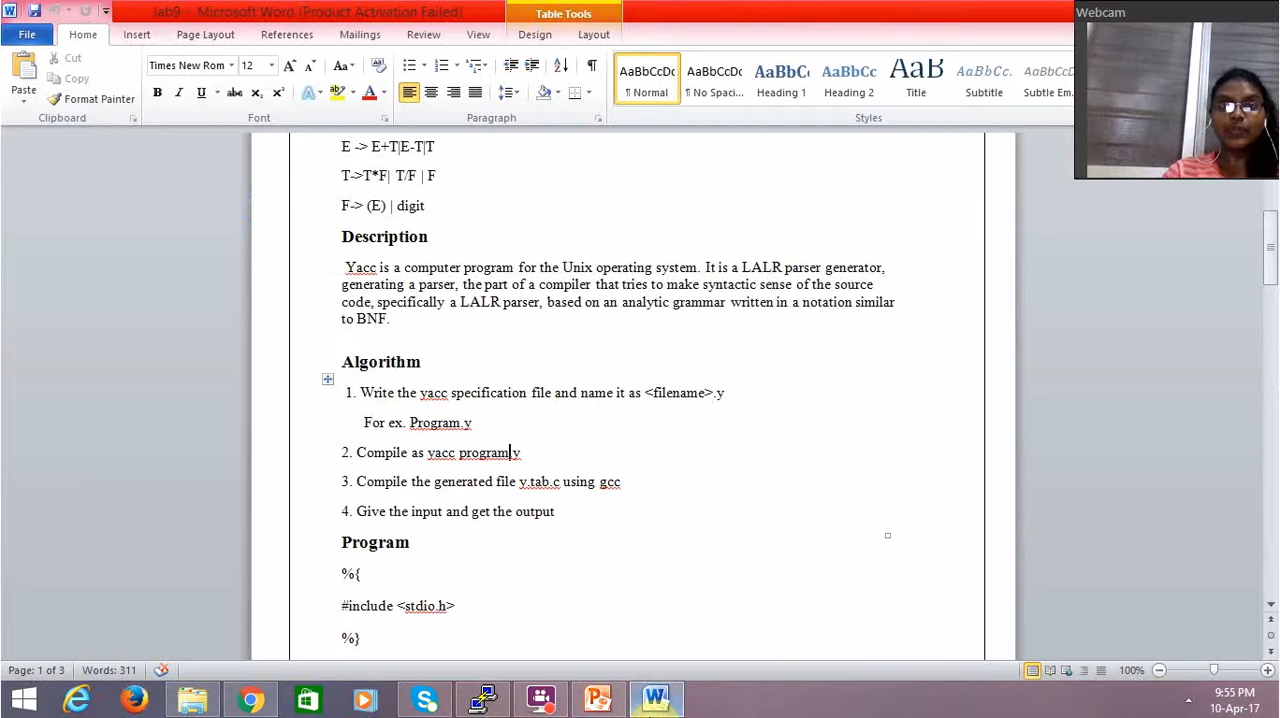 lab9 - Microsoft Word (Product Activation Failed)
Table Tools
Webcam
File Home Insert Page Layout References Mailings Review View Design Layout
Paste
Cut
Copy
Format Painter
Clipboard
Times New Rom 12
Font
Paragraph
AaBbCcDc AaBbCcDc AaBbCc AaBbCc AaB AaBbCcDc AaBbCcDc
¶ Normal ¶ No Spaci... Heading 1 Heading 2 Title Subtitle Subtle Em...
Styles
E -> E+T|E-T|T
T->T*F| T/F | F
F-> (E) | digit
Description
Yacc is a computer program for the Unix operating system. It is a LALR parser generator,
generating a parser, the part of a compiler that tries to make syntactic sense of the source
code, specifically a LALR parser, based on an analytic grammar written in a notation similar
to BNF.
Algorithm
1. Write the yacc specification file and name it as <filename>.y
For ex. Program.y
2. Compile as yacc program.y
3. Compile the generated file y.tab.c using gcc
4. Give the input and get the output
Program
%{
#include <stdio.h>
%}
Page: 1 of 3 Words: 311 100%
9:55 PM
10-Apr-17